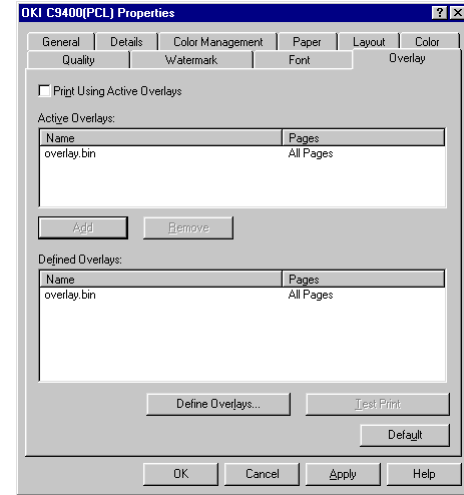 OKI C9400(PCL) Properties
General Details Color Management Paper Layout Color
Quality Watermark Font Overlay
Print Using Active Overlays
Active Overlays:
Name Pages
overlay.bin All Pages
Add Remove
Defined Overlays:
Name Pages
overlay.bin All Pages
Define Overlays... Test Print
Default
OK Cancel Apply Help